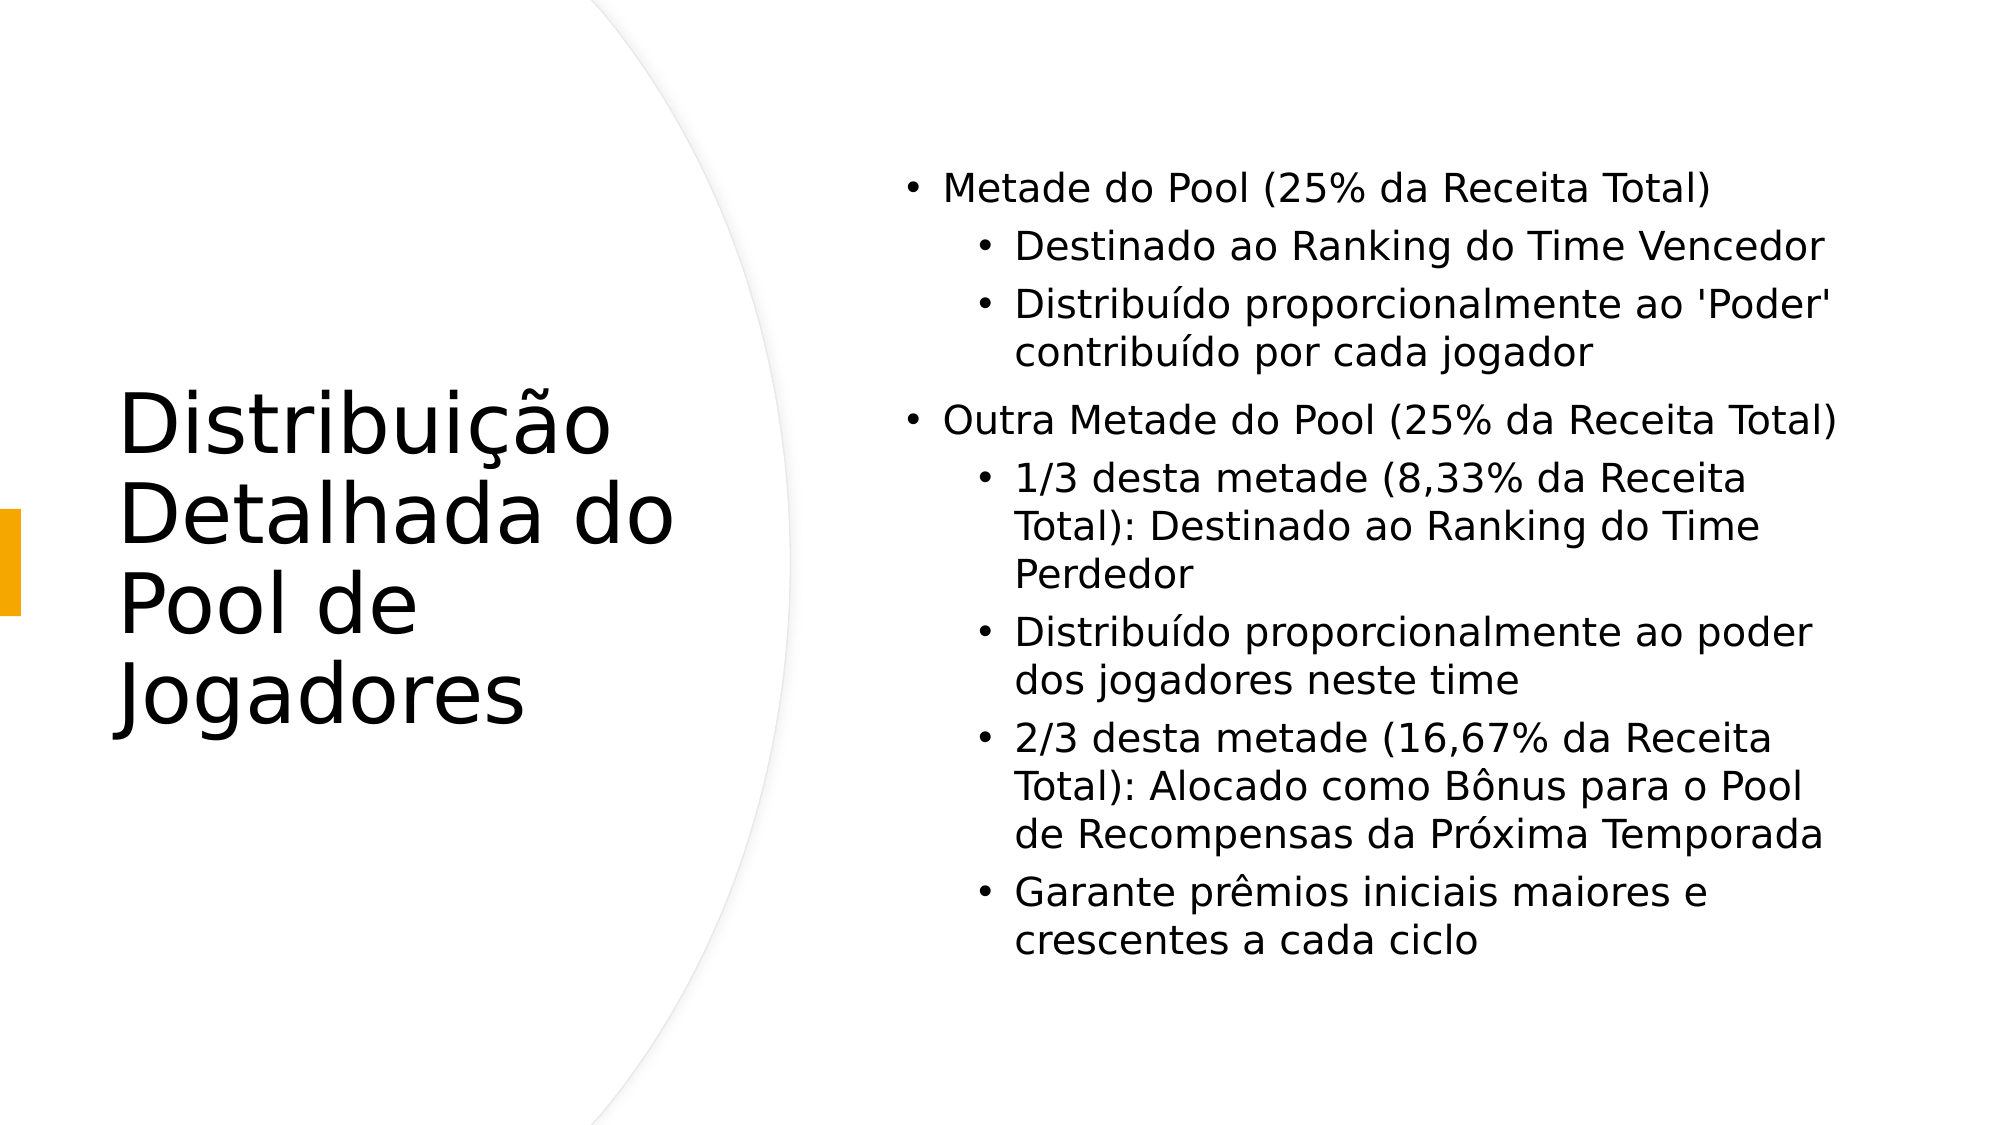 Distribuição
Detalhada do
Pool de
Jogadores
• Metade do Pool (25% da Receita Total)
• Destinado ao Ranking do Time Vencedor
• Distribuído proporcionalmente ao 'Poder'
contribuído por cada jogador
• Outra Metade do Pool (25% da Receita Total)
• 1/3 desta metade (8,33% da Receita
Total): Destinado ao Ranking do Time
Perdedor
• Distribuído proporcionalmente ao poder
dos jogadores neste time
• 2/3 desta metade (16,67% da Receita
Total): Alocado como Bônus para o Pool
de Recompensas da Próxima Temporada
• Garante prêmios iniciais maiores e
crescentes a cada ciclo